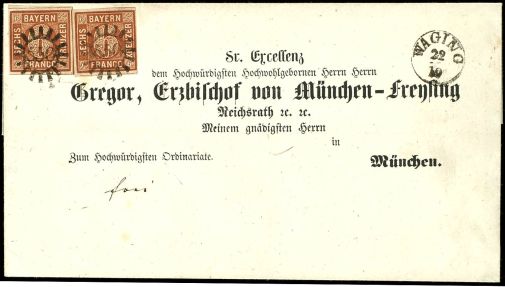 BAYERN BAYERN
SECHS KREUZER SECHS KREUZER
FRANCO FRANCO
WAGING
22
10
Sr. Excellenz
dem Hochwürdigsten Hochwohlgebornen Herrn Herrn
Gregor, Erzbischof von München-Freysing
Reichsrath ꝛc. ꝛc.
Meinem gnädigsten Herrn
in
Zum Hochwürdigsten Ordinariate.
München.
frei